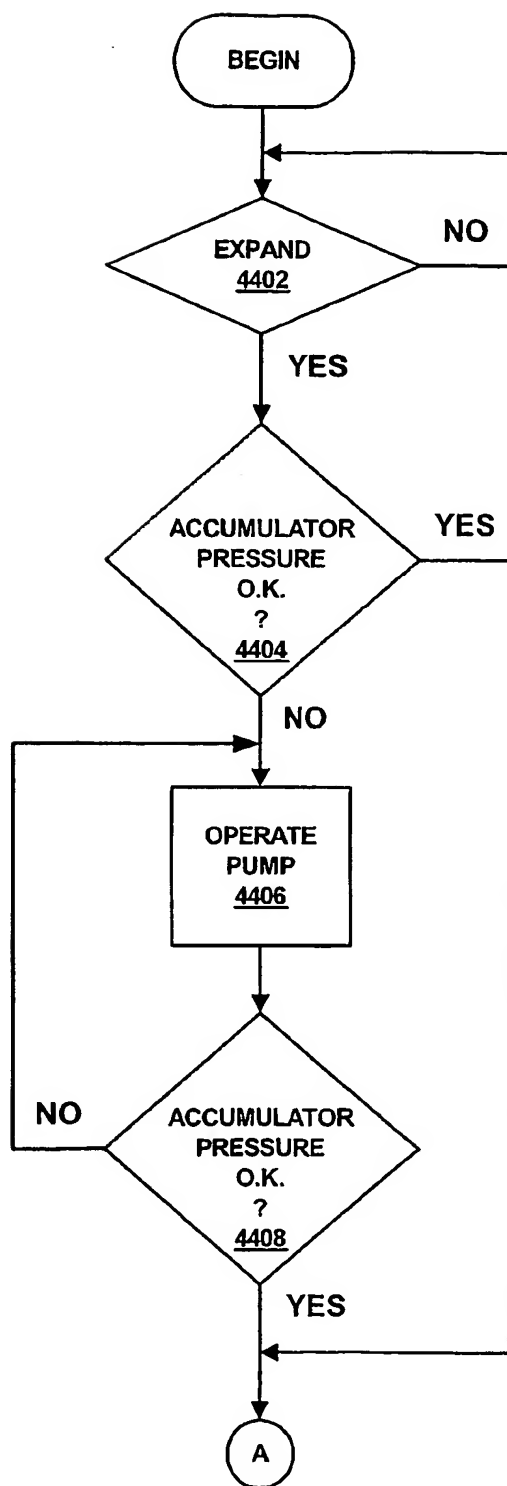 BEGIN
EXPAND
4402
NO
YES
ACCUMULATOR
PRESSURE
O.K.
?
4404
YES
NO
OPERATE
PUMP
4406
ACCUMULATOR
PRESSURE
O.K.
?
4408
NO
YES
A